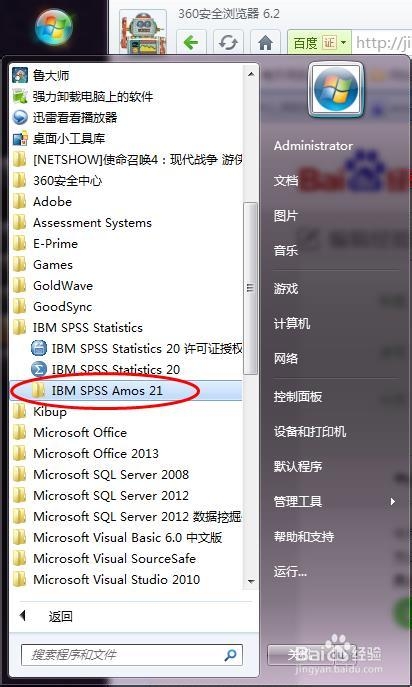 360安全浏览器 6.2
百度
证
http://ji
鲁大师
强力卸载电脑上的软件
迅雷看看播放器
桌面小工具库
[NETSHOW]使命召唤4：现代战争 游侠
360安全中心
Adobe
Assessment Systems
E-Prime
Games
GoldWave
GoodSync
IBM SPSS Statistics
IBM SPSS Statistics 20 许可证授权
IBM SPSS Statistics 20
IBM SPSS Amos 21
Kibup
Microsoft Office
Microsoft Office 2013
Microsoft SQL Server 2008
Microsoft SQL Server 2012
Microsoft SQL Server 2012 数据挖掘
Microsoft Visual Basic 6.0 中文版
Microsoft Visual SourceSafe
Microsoft Visual Studio 2010
返回
搜索程序和文件
Administrator
文档
图片
音乐
游戏
计算机
网络
控制面板
设备和打印机
默认程序
管理工具
帮助和支持
运行...
Baidu 经验
jingyan.baidu.com